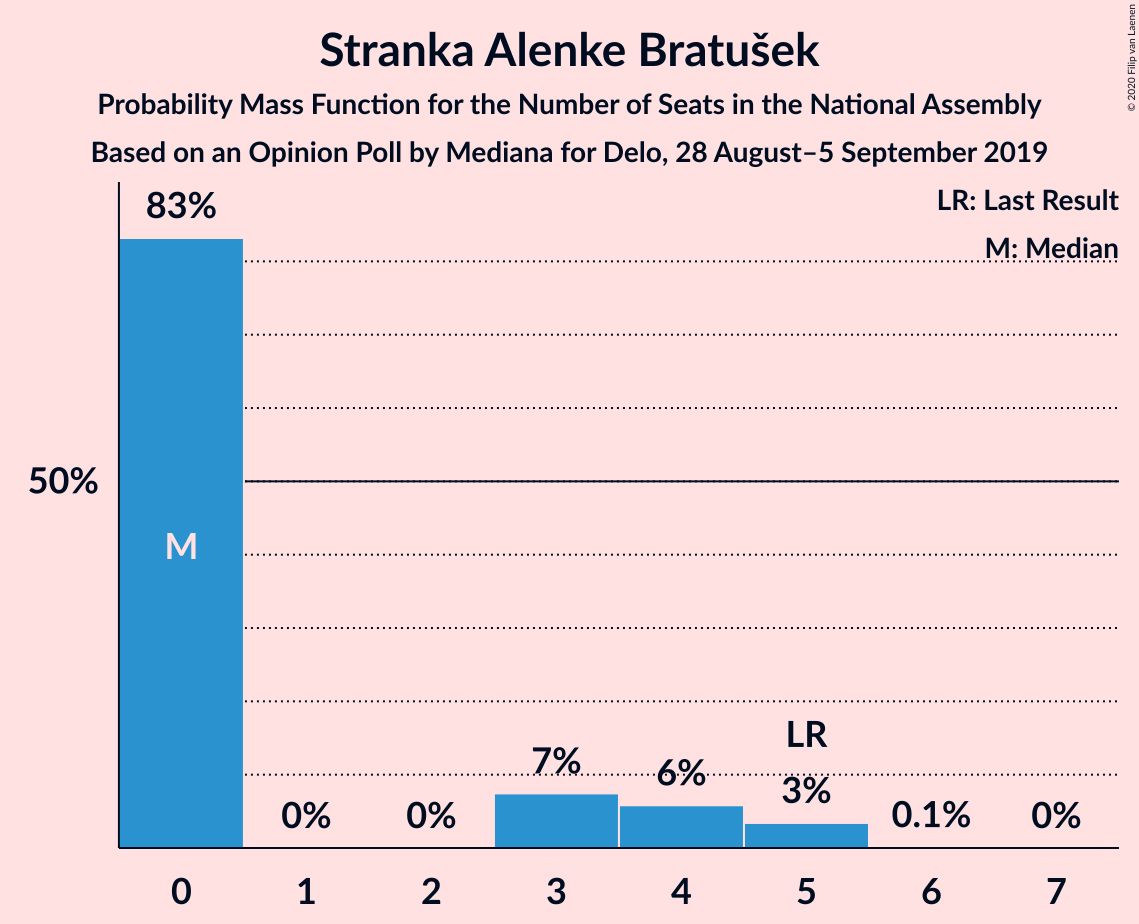 Stranka Alenke Bratušek
Probability Mass Function for the Number of Seats in the National Assembly
Based on an Opinion Poll by Mediana for Delo, 28 August–5 September 2019
© 2020 Filip van Laenen
LR: Last Result
M: Median
83%
50%
M
LR
7%
6%
3%
0%
0%
0.1%
0%
0
1
2
3
4
5
6
7